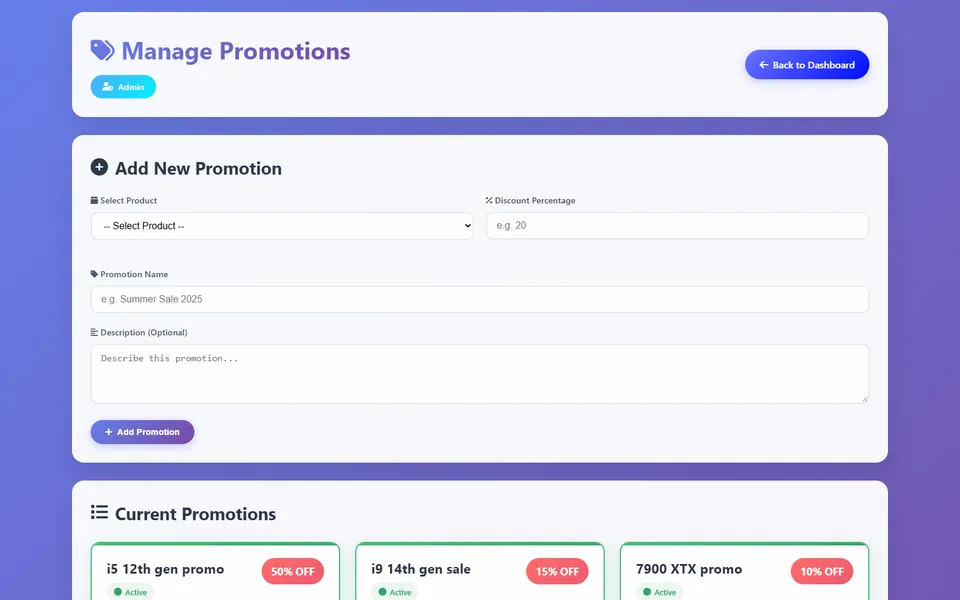 Manage Promotions
Admin
Back to Dashboard
Add New Promotion
Select Product
Discount Percentage
-- Select Product --
e.g. 20
Promotion Name
e.g. Summer Sale 2025
Description (Optional)
Describe this promotion...
Add Promotion
Current Promotions
i5 12th gen promo
50% OFF
Active
i9 14th gen sale
15% OFF
Active
7900 XTX promo
10% OFF
Active